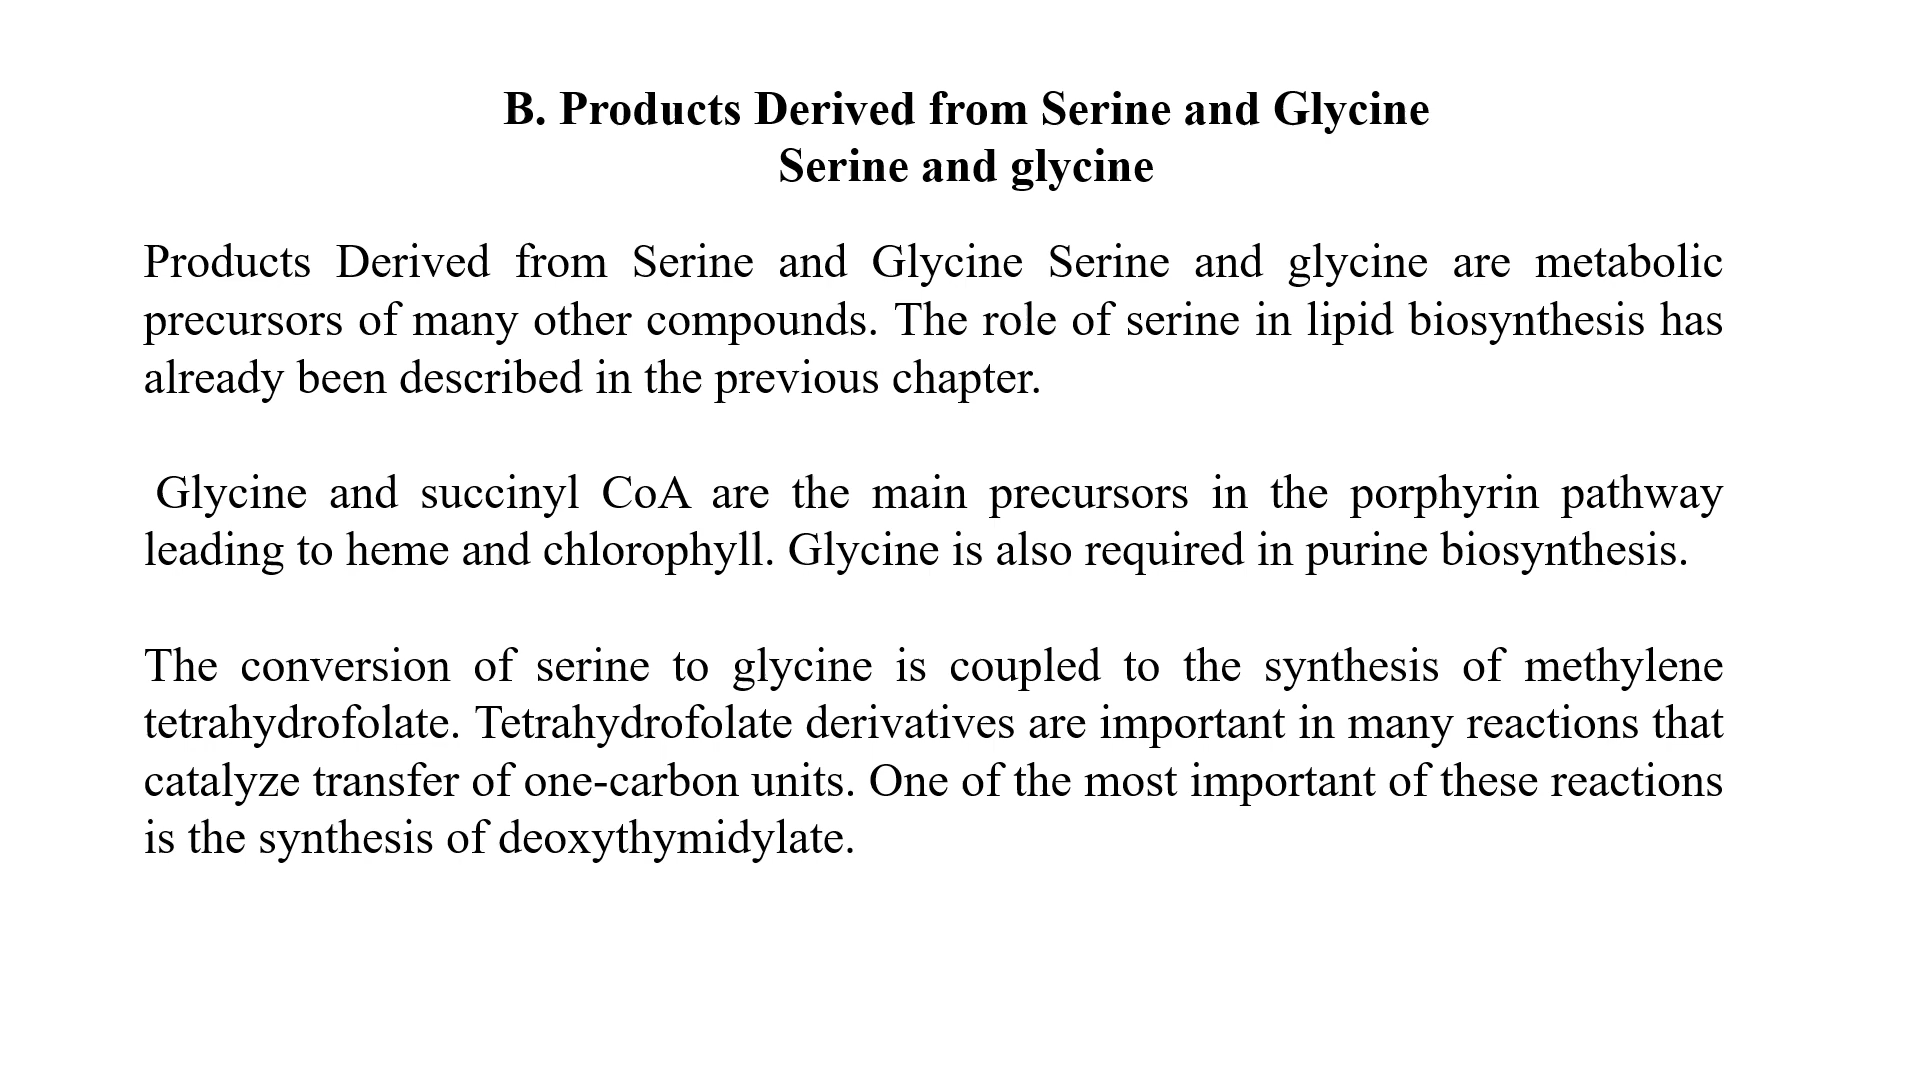 B. Products Derived from Serine and Glycine
Serine and glycine
Products Derived from Serine and Glycine Serine and glycine are metabolic
precursors of many other compounds. The role of serine in lipid biosynthesis has
already been described in the previous chapter.
Glycine and succinyl CoA are the main precursors in the porphyrin pathway
leading to heme and chlorophyll. Glycine is also required in purine biosynthesis.
The conversion of serine to glycine is coupled to the synthesis of methylene
tetrahydrofolate. Tetrahydrofolate derivatives are important in many reactions that
catalyze transfer of one-carbon units. One of the most important of these reactions
is the synthesis of deoxythymidylate.